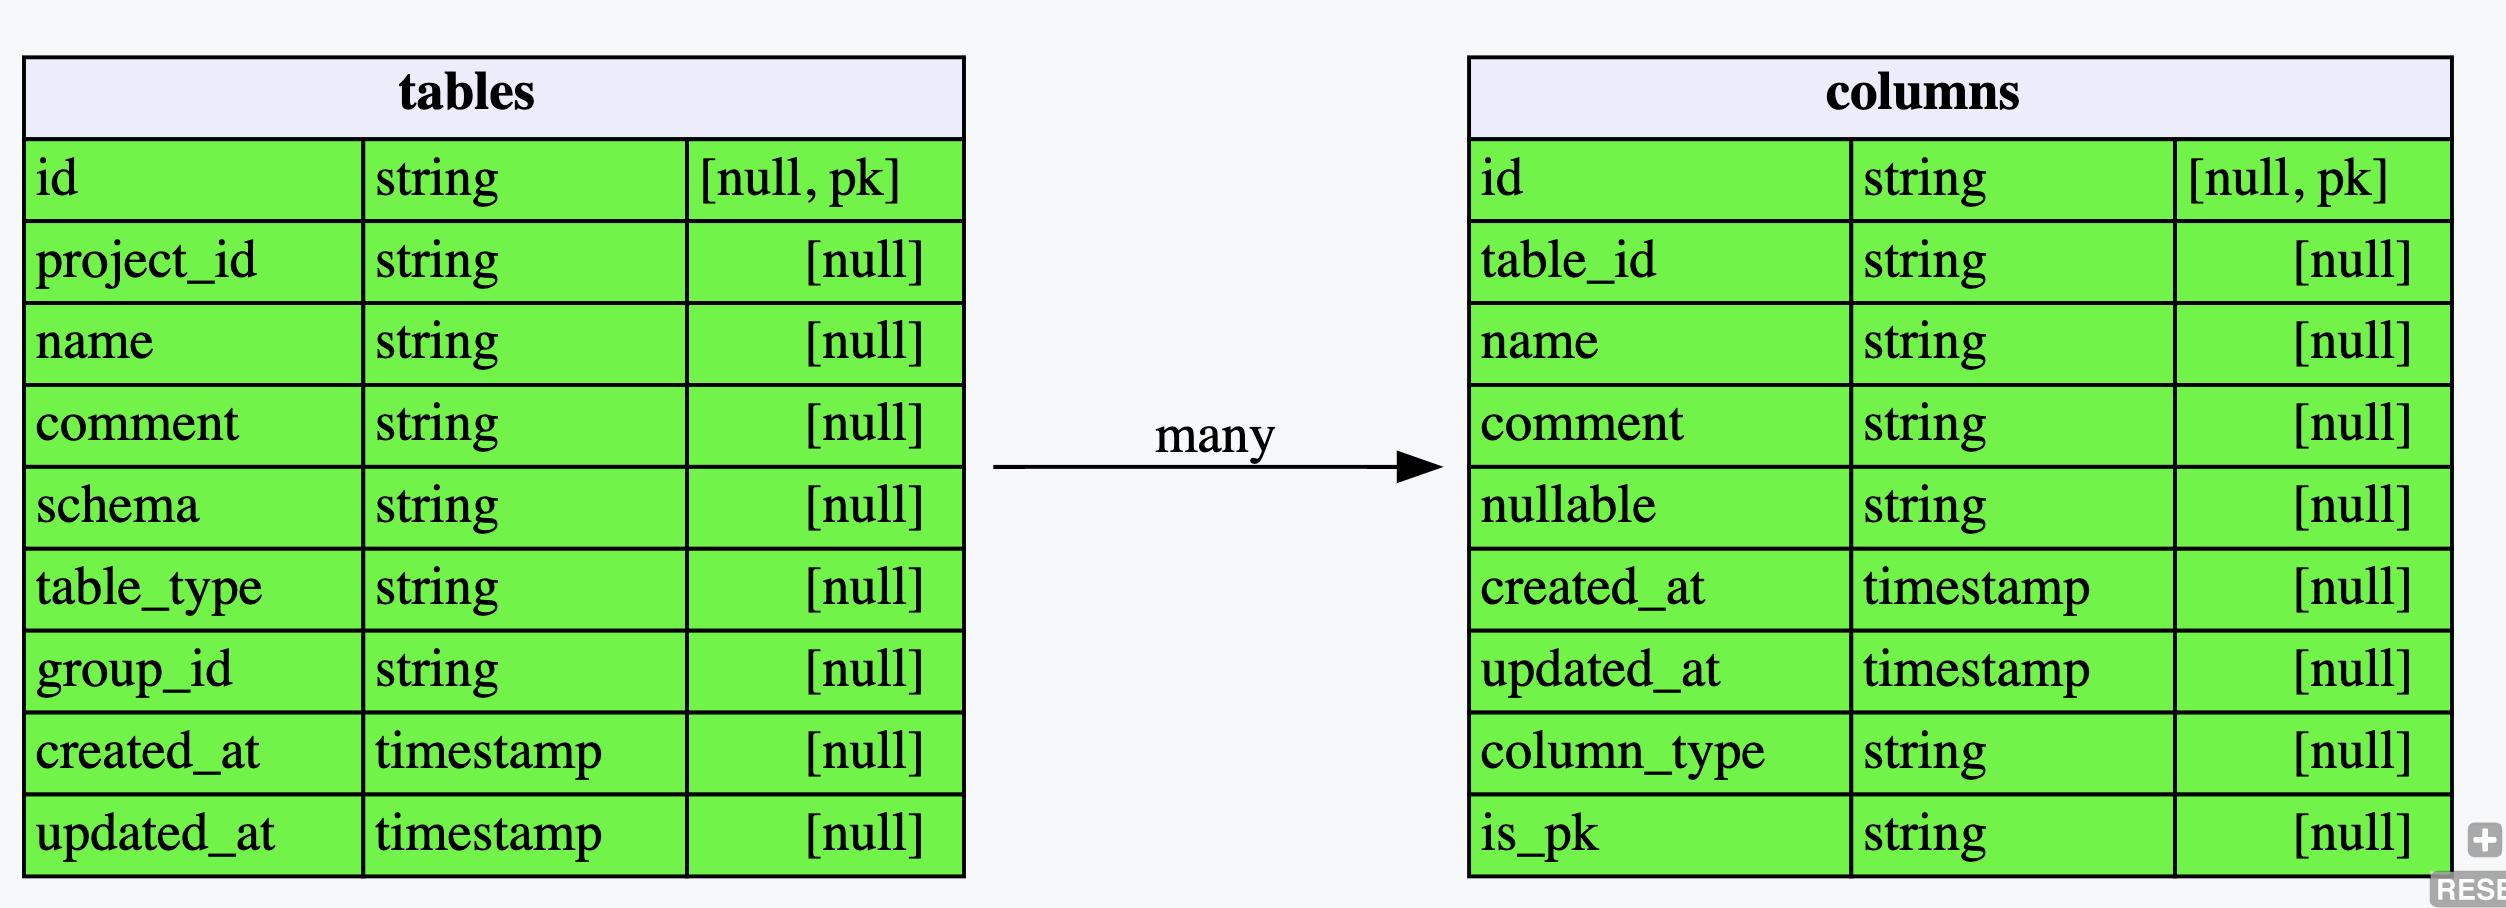 tables
id string [null, pk]
project_id string [null]
name string [null]
comment string [null]
schema string [null]
table_type string [null]
group_id string [null]
created_at timestamp [null]
updated_at timestamp [null]
many
columns
id string [null, pk]
table_id string [null]
name string [null]
comment string [null]
nullable string [null]
created_at timestamp [null]
updated_at timestamp [null]
column_type string [null]
is_pk string [null]